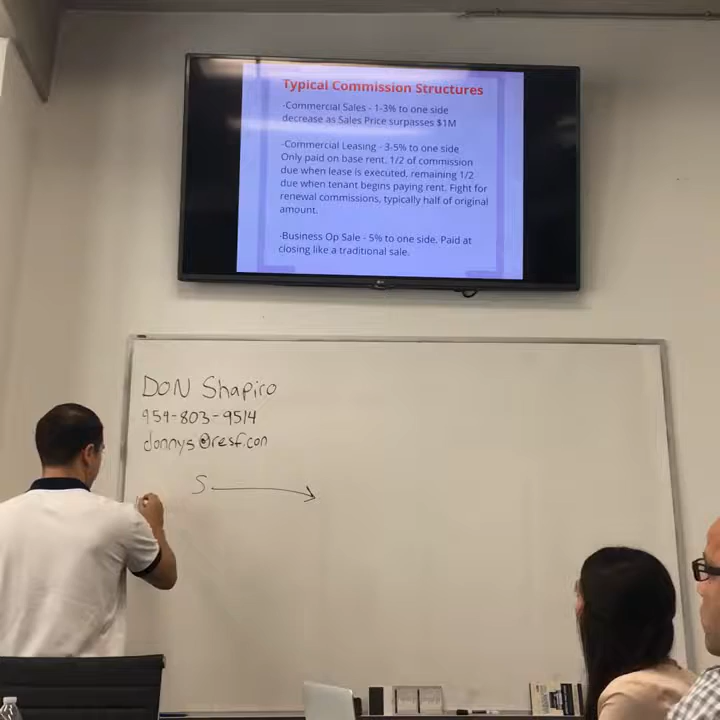 Typical Commission Structures
-Commercial Sales - 1-3% to one side
decrease as Sales Price surpasses $1M
-Commercial Leasing - 3-5% to one side
Only paid on base rent. 1/2 of commission
due when lease is executed, remaining 1/2
due when tenant begins paying rent. Fight for
renewal commissions, typically half of original
amount.
-Business Op Sale - 5% to one side. Paid at
closing like a traditional sale.
LG
DON Shapiro
954-803-9514
donnys@resf.com
S